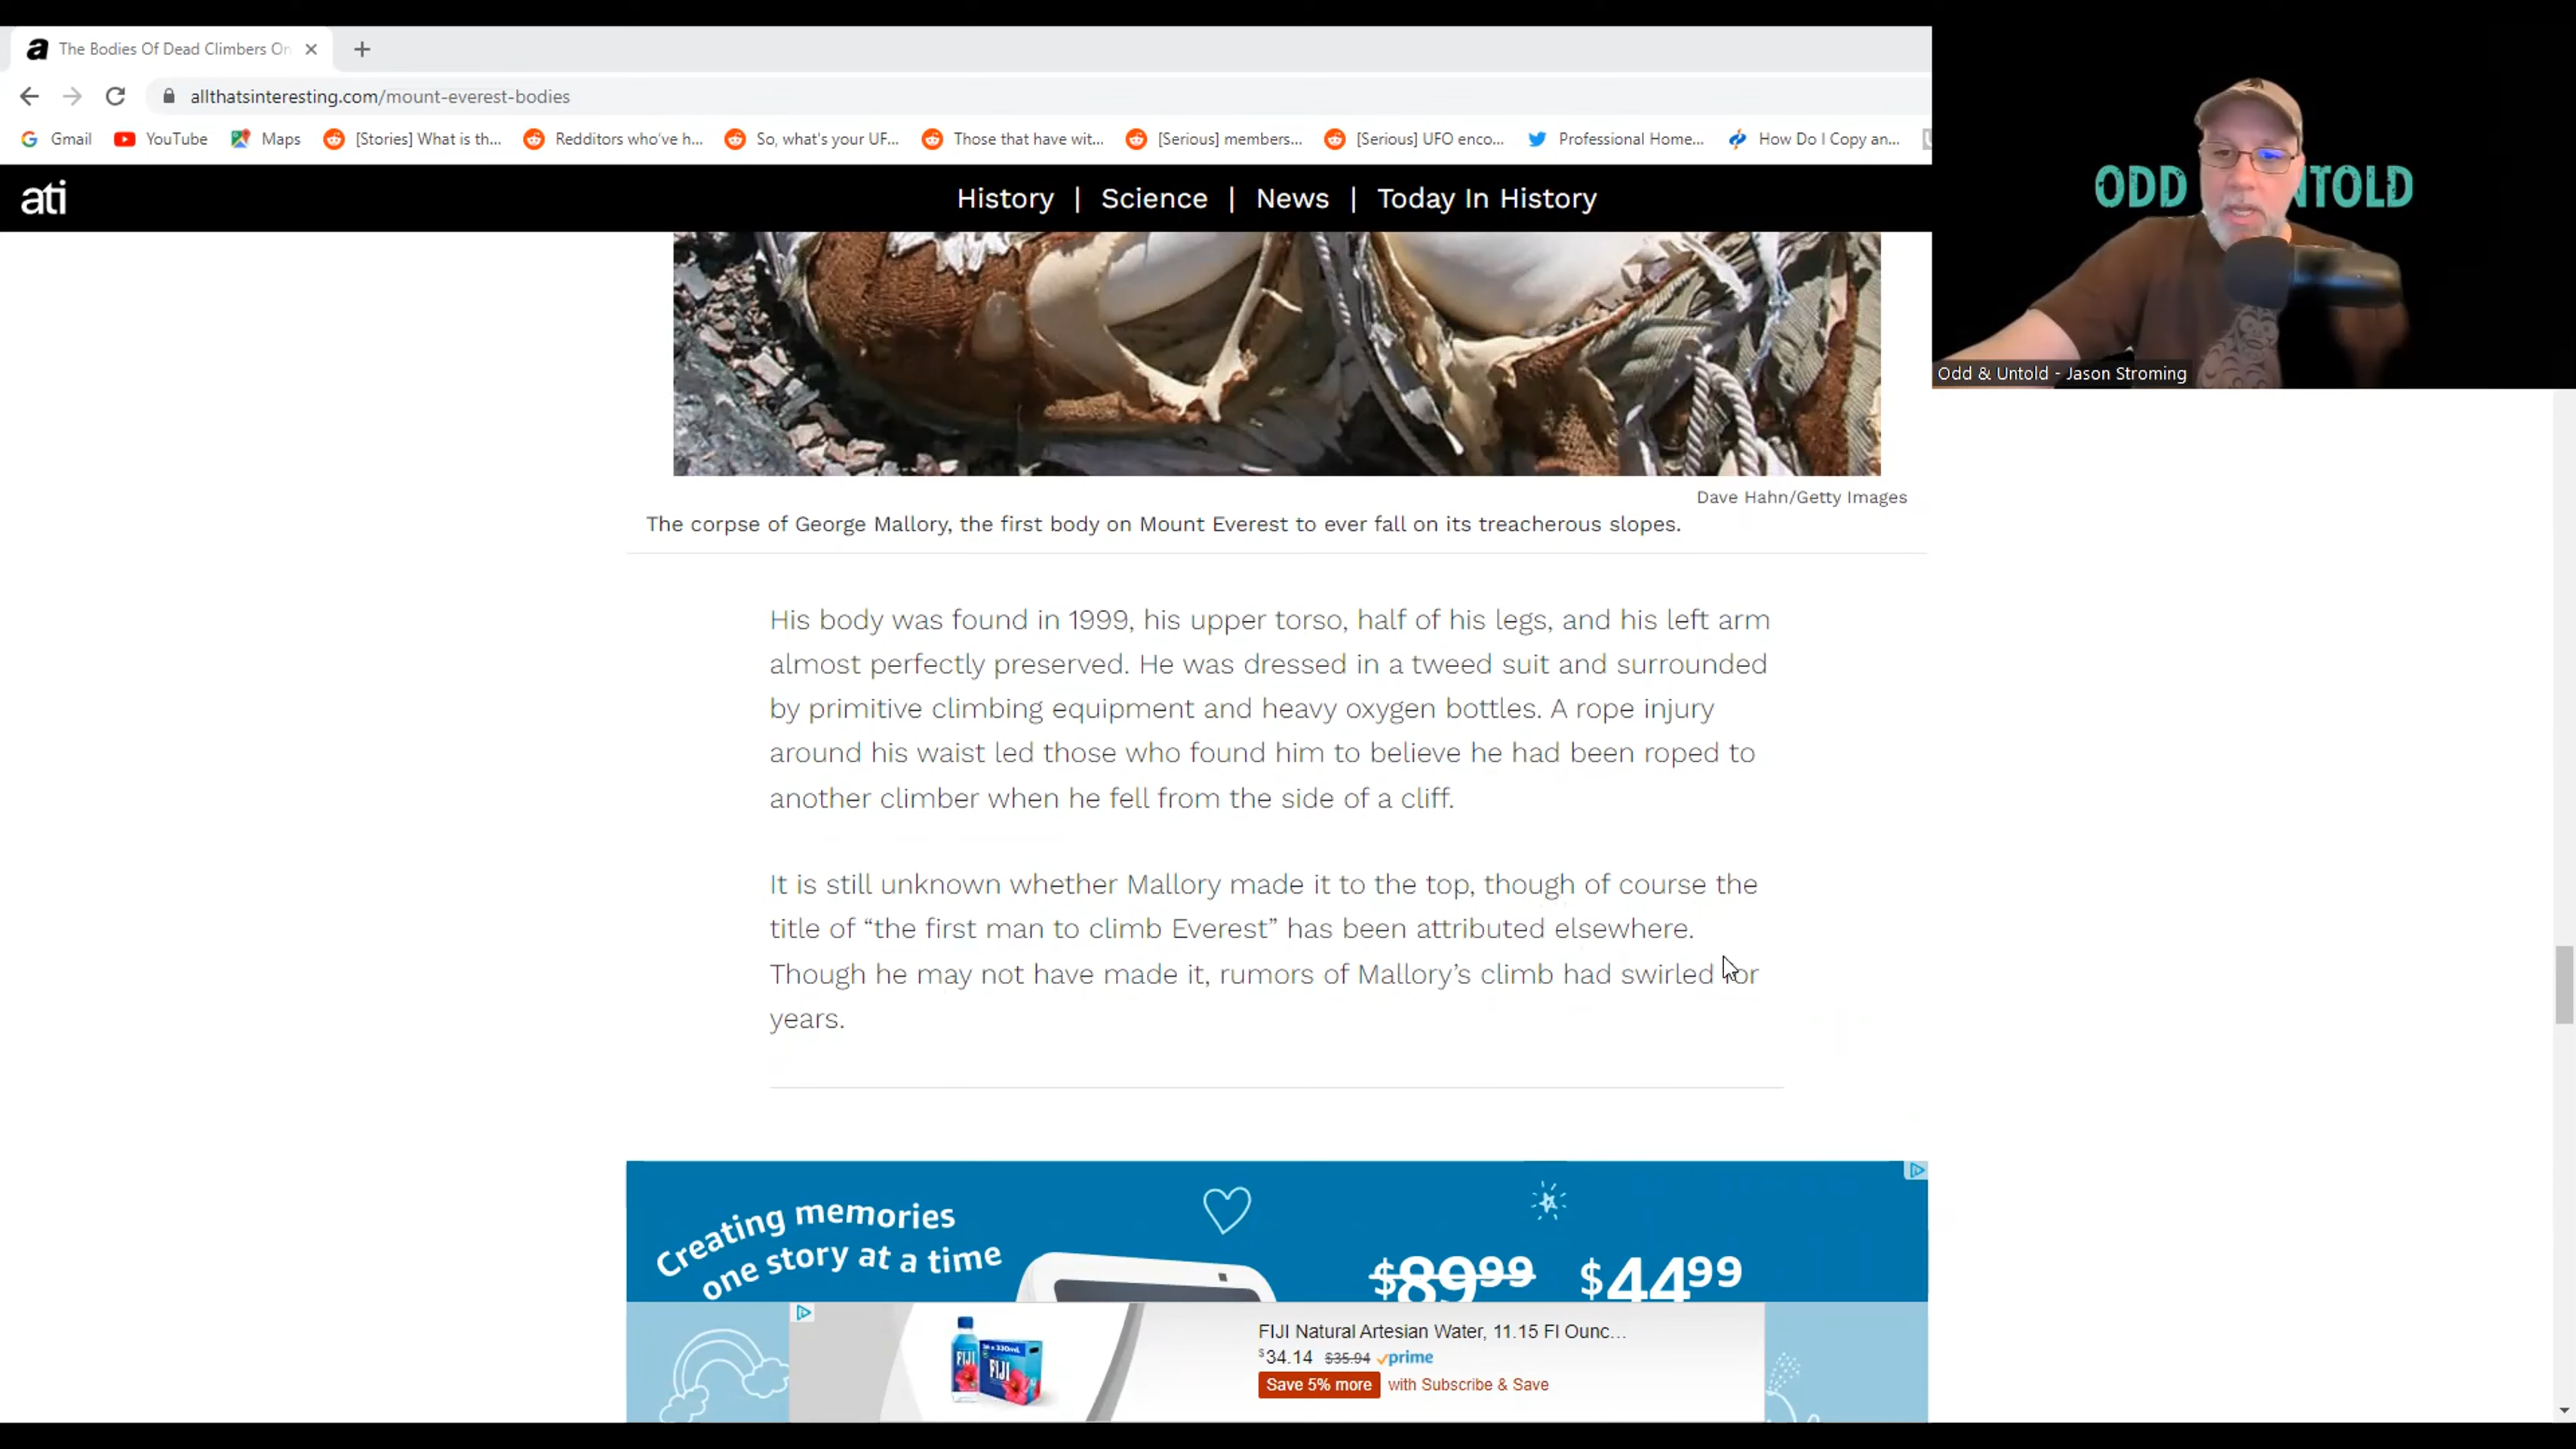 The Bodies Of Dead Climbers On
allthatsinteresting.com/mount-everest-bodies
Gmail
YouTube
Maps
[Stories] What is th...
Redditors who've h...
So, what's your UF...
Those that have wit...
[Serious] members...
[Serious] UFO enco...
Professional Home...
How Do I Copy an...
ati
History | Science | News | Today In History
ODD
NTOLD
Odd & Untold - Jason Stroming
Dave Hahn/Getty Images
The corpse of George Mallory, the first body on Mount Everest to ever fall on its treacherous slopes.
His body was found in 1999, his upper torso, half of his legs, and his left arm
almost perfectly preserved. He was dressed in a tweed suit and surrounded
by primitive climbing equipment and heavy oxygen bottles. A rope injury
around his waist led those who found him to believe he had been roped to
another climber when he fell from the side of a cliff.
It is still unknown whether Mallory made it to the top, though of course the
title of “the first man to climb Everest” has been attributed elsewhere.
Though he may not have made it, rumors of Mallory’s climb had swirled for
years.
Creating memories
one story at a time
$89.99 $44.99
FIJI
FIJI
FIJI Natural Artesian Water, 11.15 Fl Ounc...
$34.14 $35.94 prime
Save 5% more with Subscribe & Save